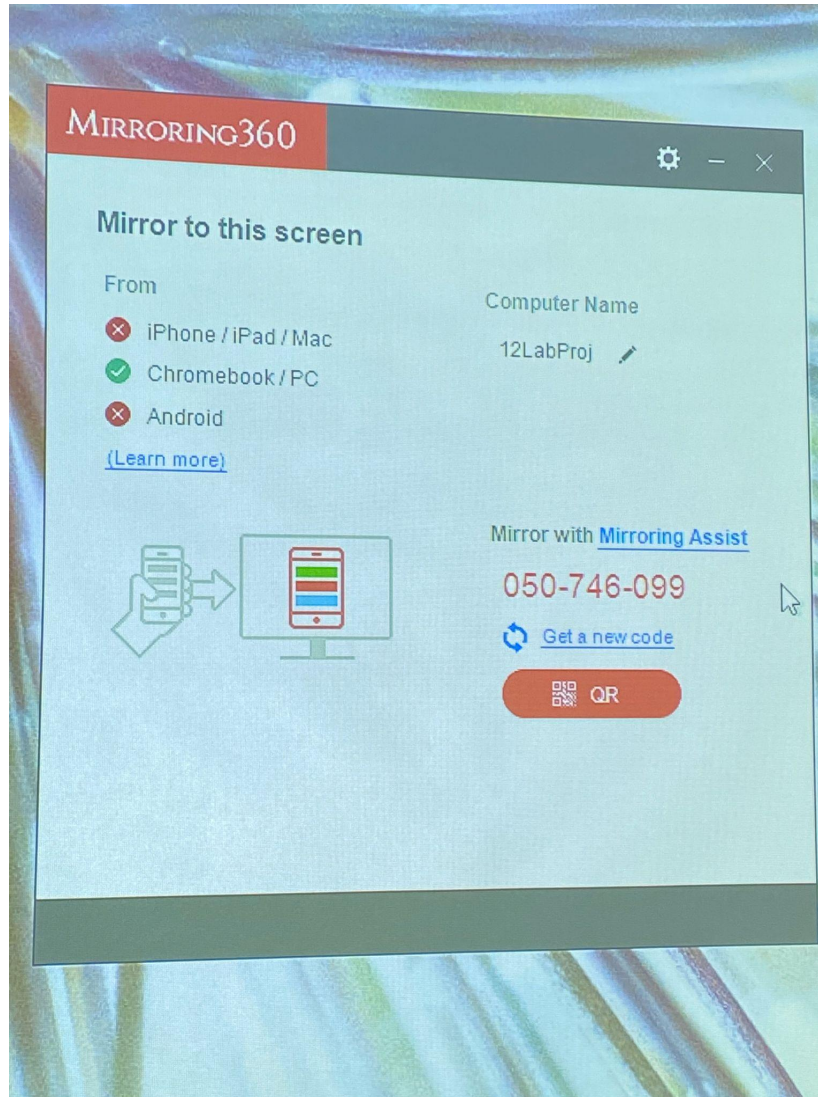 MIRRORING360
Mirror to this screen
From
iPhone / iPad / Mac
Chromebook / PC
Android
(Learn more)
Computer Name
12LabProj
Mirror with Mirroring Assist
050-746-099
Get a new code
QR